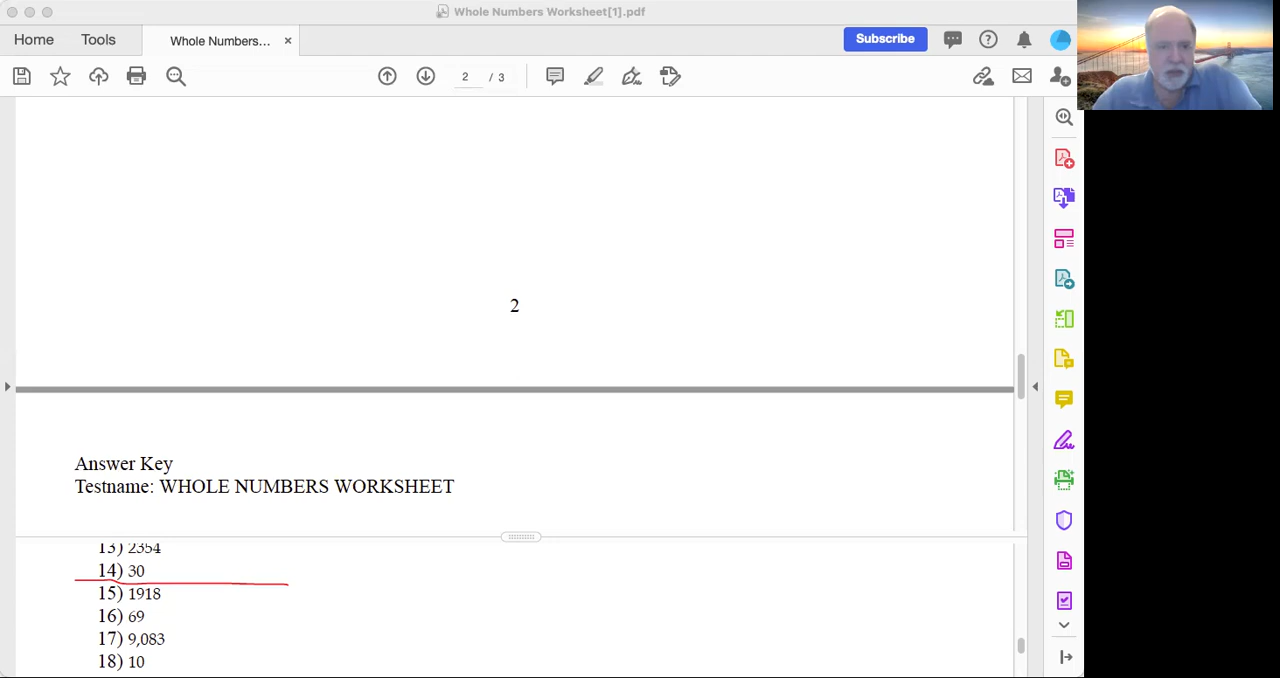 Whole Numbers Worksheet[1].pdf
Home Tools Whole Numbers... × Subscribe
2 / 3
2
Answer Key
Testname: WHOLE NUMBERS WORKSHEET
13) 2354
14) 30
15) 1918
16) 69
17) 9,083
18) 10